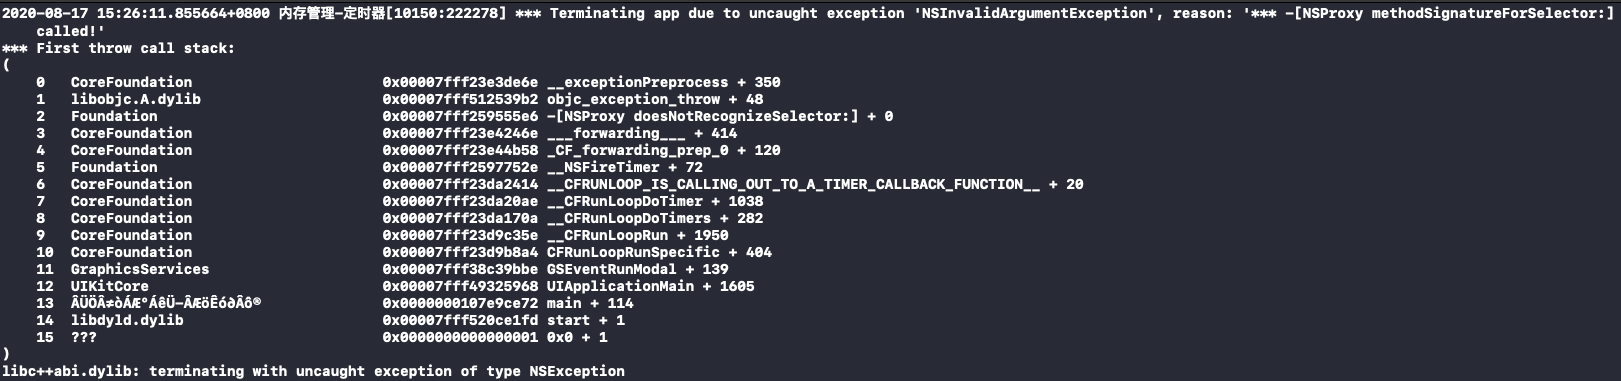 2020-08-17 15:26:11.855664+0800 内存管理-定时器[10150:222278] *** Terminating app due to uncaught exception 'NSInvalidArgumentException', reason: '*** -[NSProxy methodSignatureForSelector:]
called!'
*** First throw call stack:
(
0 CoreFoundation 0x00007fff23e3de6e __exceptionPreprocess + 350
1 libobjc.A.dylib 0x00007fff512539b2 objc_exception_throw + 48
2 Foundation 0x00007fff259555e6 -[NSProxy doesNotRecognizeSelector:] + 0
3 CoreFoundation 0x00007fff23e4246e ___forwarding___ + 414
4 CoreFoundation 0x00007fff23e44b58 _CF_forwarding_prep_0 + 120
5 Foundation 0x00007fff2597752e __NSFireTimer + 72
6 CoreFoundation 0x00007fff23da2414 __CFRUNLOOP_IS_CALLING_OUT_TO_A_TIMER_CALLBACK_FUNCTION__ + 20
7 CoreFoundation 0x00007fff23da20ae __CFRunLoopDoTimer + 1038
8 CoreFoundation 0x00007fff23da170a __CFRunLoopDoTimers + 282
9 CoreFoundation 0x00007fff23d9c35e __CFRunLoopRun + 1950
10 CoreFoundation 0x00007fff23d9b8a4 CFRunLoopRunSpecific + 404
11 GraphicsServices 0x00007fff38c39bbe GSEventRunModal + 139
12 UIKitCore 0x00007fff49325968 UIApplicationMain + 1605
13 ÂÜÖÂ≠òÁÆ°ÁêÜ-ÂÆöÊó∂Âô® 0x0000000107e9ce72 main + 114
14 libdyld.dylib 0x00007fff520ce1fd start + 1
15 ??? 0x0000000000000001 0x0 + 1
)
libc++abi.dylib: terminating with uncaught exception of type NSException